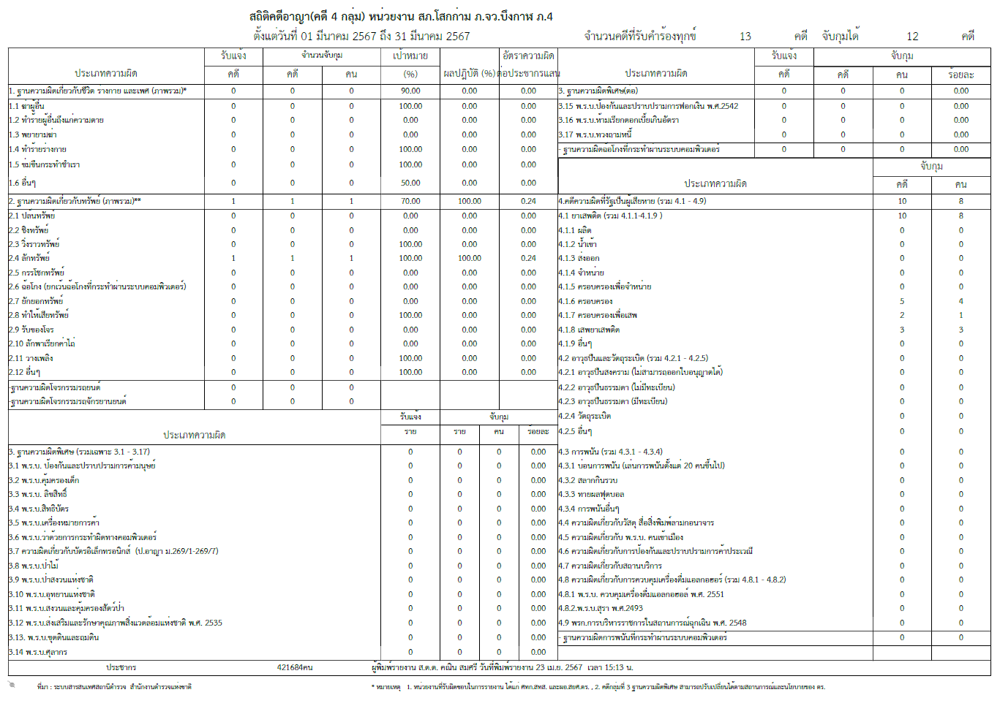 สถิติคดีอาญา(คดี 4 กลุ่ม) หน่วยงาน สภ.โสกก่าม ภ.จว.บึงกาฬ ภ.4
ตั้งแต่วันที่ 01 มีนาคม 2567 ถึง 31 มีนาคม 2567 จำนวนคดีที่รับคำร้องทุกข์ 13 คดี จับกุมได้ 12 คดี
ประเภทความผิด รับแจ้ง จำนวนจับกุม เป้าหมาย อัตราความผิด
คดี คดี คน (%) ผลปฏิบัติ (%) ต่อประชากรแสน
1. ฐานความผิดเกี่ยวกับชีวิต ร่างกาย และเพศ (ภาพรวม)* 0 0 0 90.00 0.00 0.00
1.1 ฆ่าผู้อื่น 0 0 0 100.00 0.00 0.00
1.2 ทำร้ายผู้อื่นถึงแก่ความตาย 0 0 0 0.00 0.00 0.00
1.3 พยายามฆ่า 0 0 0 0.00 0.00 0.00
1.4 ทำร้ายร่างกาย 0 0 0 100.00 0.00 0.00
1.5 ข่มขืนกระทำชำเรา 0 0 0 100.00 0.00 0.00
1.6 อื่นๆ 0 0 0 50.00 0.00 0.00
2. ฐานความผิดเกี่ยวกับทรัพย์ (ภาพรวม)** 1 1 1 70.00 100.00 0.24
2.1 ปล้นทรัพย์ 0 0 0 0.00 0.00 0.00
2.2 ชิงทรัพย์ 0 0 0 0.00 0.00 0.00
2.3 วิ่งราวทรัพย์ 0 0 0 100.00 0.00 0.00
2.4 ลักทรัพย์ 1 1 1 100.00 100.00 0.24
2.5 กรรโชกทรัพย์ 0 0 0 0.00 0.00 0.00
2.6 ฉ้อโกง (ยกเว้นฉ้อโกงที่กระทำผ่านระบบคอมพิวเตอร์) 0 0 0 0.00 0.00 0.00
2.7 ยักยอกทรัพย์ 0 0 0 0.00 0.00 0.00
2.8 ทำให้เสียทรัพย์ 0 0 0 100.00 0.00 0.00
2.9 รับของโจร 0 0 0 0.00 0.00 0.00
2.10 ลักพาเรียกค่าไถ่ 0 0 0 0.00 0.00 0.00
2.11 วางเพลิง 0 0 0 100.00 0.00 0.00
2.12 อื่นๆ 0 0 0 100.00 0.00 0.00
-ฐานความผิดโจรกรรมรถยนต์ 0 0 0
-ฐานความผิดโจรกรรมรถจักรยานยนต์ 0 0 0
ประเภทความผิด รับแจ้ง จับกุม
ราย ราย คน ร้อยละ
3. ฐานความผิดพิเศษ (รวมเฉพาะ 3.1 - 3.17) 0 0 0 0.00
3.1 พ.ร.บ. ป้องกันและปราบปรามการค้ามนุษย์ 0 0 0 0.00
3.2 พ.ร.บ.คุ้มครองเด็ก 0 0 0 0.00
3.3 พ.ร.บ. ลิขสิทธิ์ 0 0 0 0.00
3.4 พ.ร.บ.สิทธิบัตร 0 0 0 0.00
3.5 พ.ร.บ.เครื่องหมายการค้า 0 0 0 0.00
3.6 พ.ร.บ.ว่าด้วยการกระทำผิดทางคอมพิวเตอร์ 0 0 0 0.00
3.7 ความผิดเกี่ยวกับบัตรอิเล็กทรอนิกส์ (ป.อาญา ม.269/1-269/7) 0 0 0 0.00
3.8 พ.ร.บ.ป่าไม้ 0 0 0 0.00
3.9 พ.ร.บ.ป่าสงวนแห่งชาติ 0 0 0 0.00
3.10 พ.ร.บ.อุทยานแห่งชาติ 0 0 0 0.00
3.11 พ.ร.บ.สงวนและคุ้มครองสัตว์ป่า 0 0 0 0.00
3.12 พ.ร.บ.ส่งเสริมและรักษาคุณภาพสิ่งแวดล้อมแห่งชาติ พ.ศ. 2535 0 0 0 0.00
3.13. พ.ร.บ.ขุดดินและถมดิน 0 0 0 0.00
3.14 พ.ร.บ.ศุลากร 0 0 0 0.00
ประเภทความผิด รับแจ้ง จับกุม
คดี คดี คน ร้อยละ
3. ฐานความผิดพิเศษ(ต่อ) 0 0 0 0.00
3.15 พ.ร.บ.ป้องกันและปราบปรามการฟอกเงิน พ.ศ.2542 0 0 0 0.00
3.16 พ.ร.บ.ห้ามเรียกดอกเบี้ยเกินอัตรา 0 0 0 0.00
3.17 พ.ร.บ.ทวงถามหนี้ 0 0 0 0.00
- ฐานความผิดฉ้อโกงที่กระทำผ่านระบบคอมพิวเตอร์ 0 0 0 0.00
ประเภทความผิด จับกุม
คดี คน
4.คดีความผิดที่รัฐเป็นผู้เสียหาย (รวม 4.1 - 4.9) 10 8
4.1 ยาเสพติด (รวม 4.1.1-4.1.9 ) 10 8
4.1.1 ผลิต 0 0
4.1.2 นำเข้า 0 0
4.1.3 ส่งออก 0 0
4.1.4 จำหน่าย 0 0
4.1.5 ครอบครองเพื่อจำหน่าย 0 0
4.1.6 ครอบครอง 5 4
4.1.7 ครอบครองเพื่อเสพ 2 1
4.1.8 เสพยาเสพติด 3 3
4.1.9 อื่นๆ 0 0
4.2 อาวุธปืนและวัตถุระเบิด (รวม 4.2.1 - 4.2.5) 0 0
4.2.1 อาวุธปืนสงคราม (ไม่สามารถออกใบอนุญาตได้) 0 0
4.2.2 อาวุธปืนธรรมดา (ไม่มีทะเบียน) 0 0
4.2.3 อาวุธปืนธรรมดา (มีทะเบียน) 0 0
4.2.4 วัตถุระเบิด 0 0
4.2.5 อื่นๆ 0 0
4.3 การพนัน (รวม 4.3.1 - 4.3.4) 0 0
4.3.1 บ่อนการพนัน (เล่นการพนันตั้งแต่ 20 คนขึ้นไป) 0 0
4.3.2 สลากกินรวบ 0 0
4.3.3 ทายผลฟุตบอล 0 0
4.3.4 การพนันอื่นๆ 0 0
4.4 ความผิดเกี่ยวกับวัสดุ สื่อสิ่งพิมพ์ลามกอนาจาร 0 0
4.5 ความผิดเกี่ยวกับ พ.ร.บ. คนเข้าเมือง 0 0
4.6 ความผิดเกี่ยวกับการป้องกันและปราบปรามการค้าประเวณี 0 0
4.7 ความผิดเกี่ยวกับสถานบริการ 0 0
4.8 ความผิดเกี่ยวกับการควบคุมเครื่องดื่มแอลกอฮอร์ (รวม 4.8.1 - 4.8.2) 0 0
4.8.1 พ.ร.บ. ควบคุมเครื่องดื่มแอลกอฮอล์ พ.ศ. 2551 0 0
4.8.2.พ.ร.บ.สุรา พ.ศ.2493 0 0
4.9 พรก.การบริหารราชการในสถานการณ์ฉุกเฉิน พ.ศ. 2548 0 0
- ฐานความผิดการพนันที่กระทำผ่านระบบคอมพิวเตอร์ 0 0
ประชากร 421684คน ผู้พิมพ์รายงาน ส.ต.ต. คณิน สมศรี วันที่พิมพ์รายงาน 23 เม.ย. 2567 เวลา 15:13 น.
ที่มา : ระบบสารสนเทศสถานีตำรวจ สำนักงานตำรวจแห่งชาติ * หมายเหตุ 1. หน่วยงานที่รับผิดชอบในการรายงาน ได้แก่ ศทก.สทส. และผอ.สยศ.ตร. , 2. คดีกลุ่มที่ 3 ฐานความผิดพิเศษ สามารถปรับเปลี่ยนได้ตามสถานการณ์และนโยบายของ ตร.